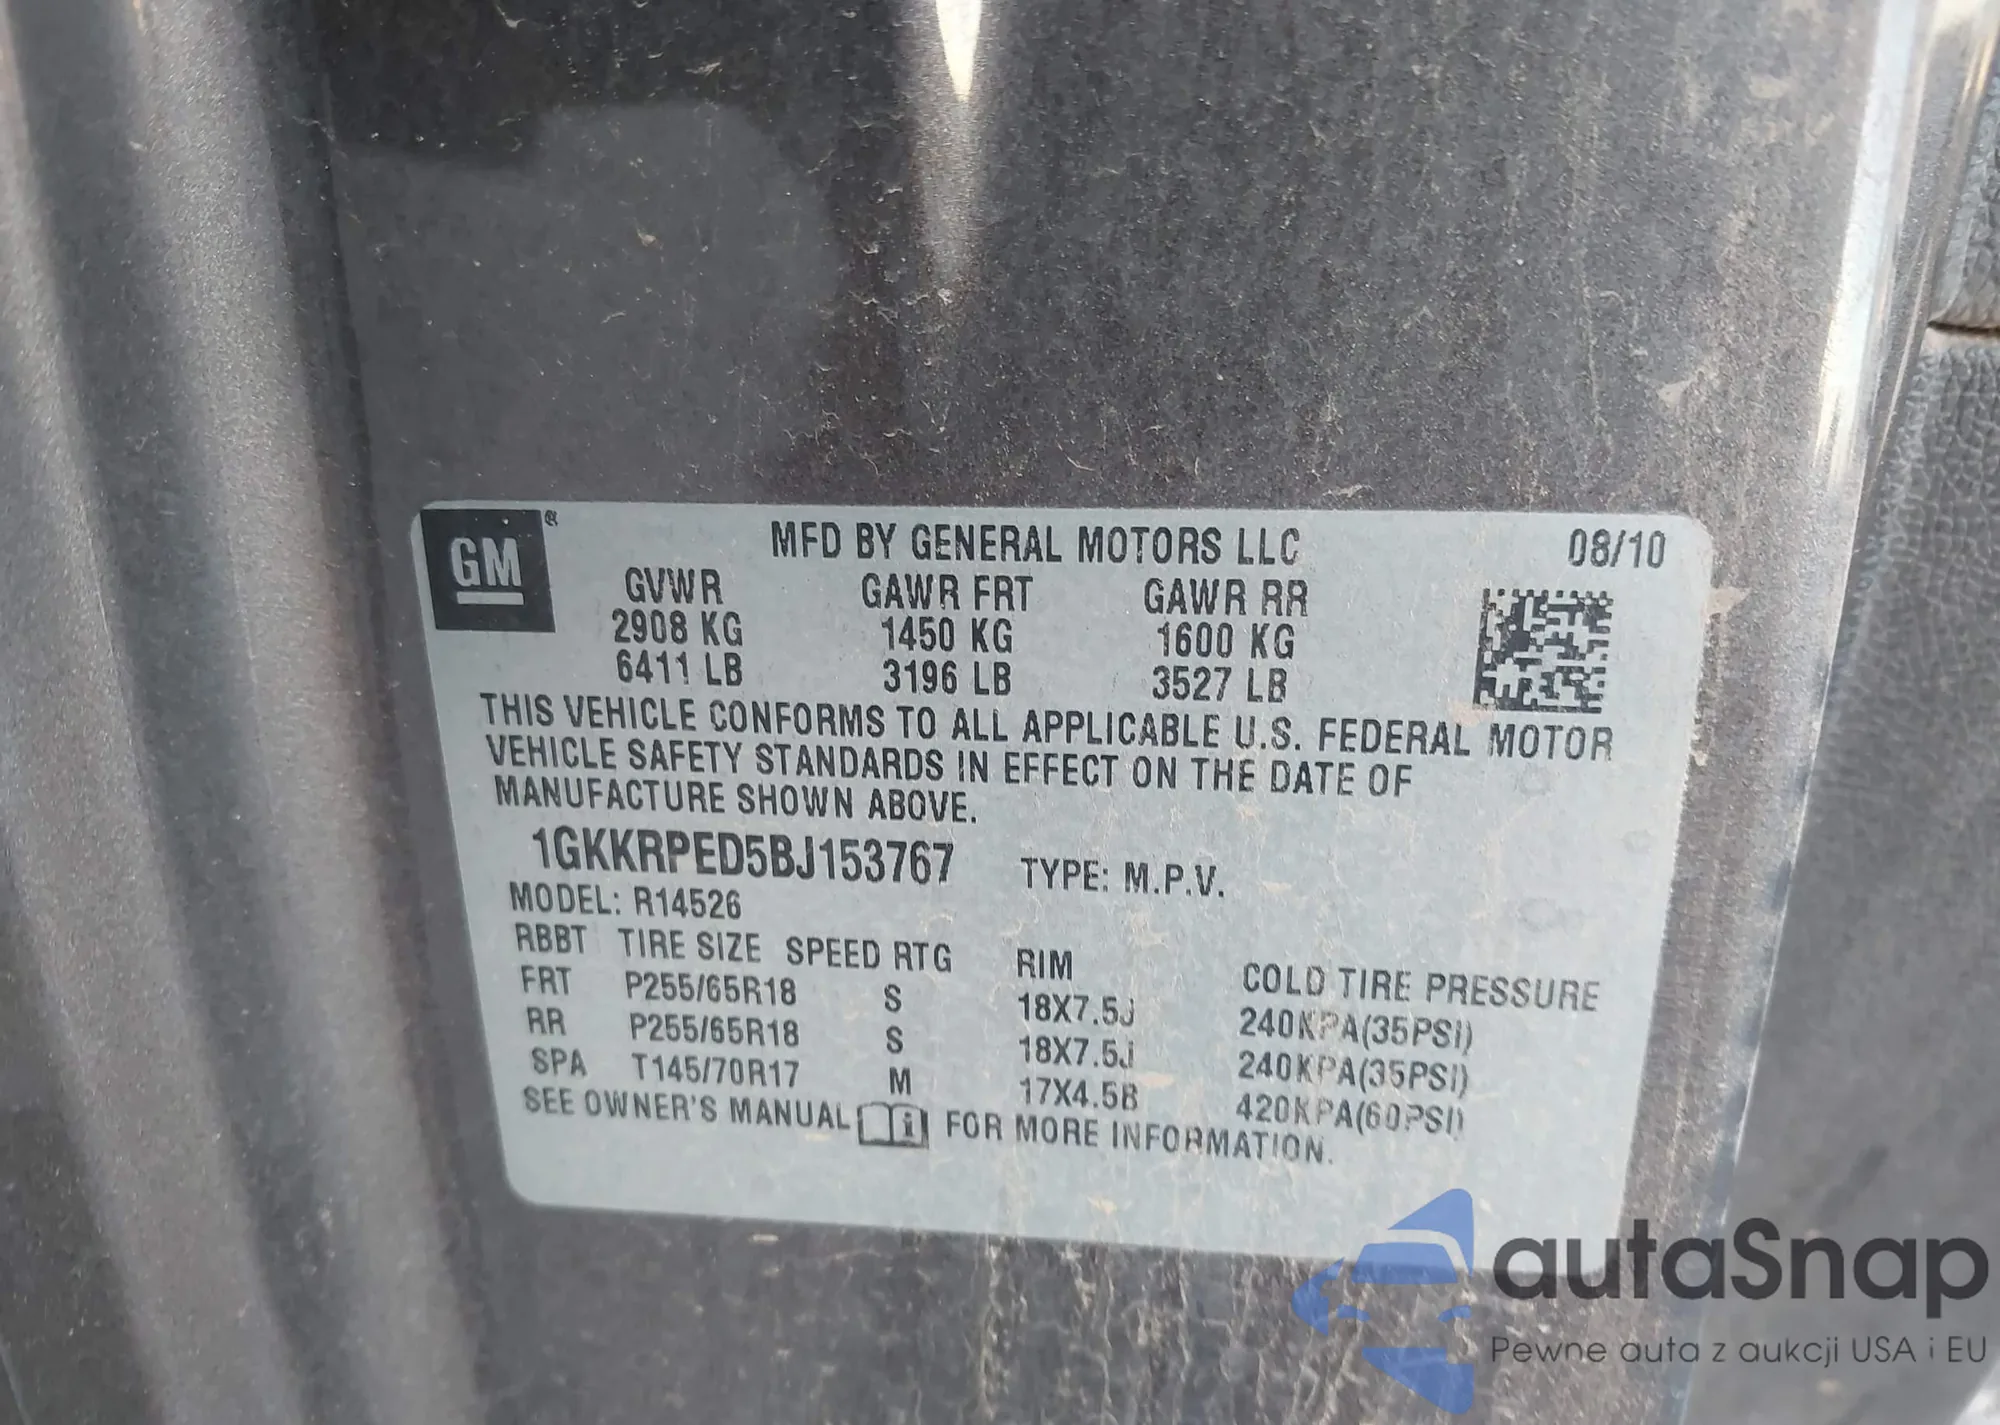 GM®
MFD BY GENERAL MOTORS LLC 08/10
GVWR GAWR FRT GAWR RR
2908 KG 1450 KG 1600 KG
6411 LB 3196 LB 3527 LB
THIS VEHICLE CONFORMS TO ALL APPLICABLE U.S. FEDERAL MOTOR
VEHICLE SAFETY STANDARDS IN EFFECT ON THE DATE OF
MANUFACTURE SHOWN ABOVE.
1GKKRPED5BJ153767 TYPE: M.P.V.
MODEL: R14526
RBBT TIRE SIZE SPEED RTG RIM COLD TIRE PRESSURE
FRT P255/65R18 S 18X7.5J 240KPA(35PSI)
RR P255/65R18 S 18X7.5J 240KPA(35PSI)
SPA T145/70R17 M 17X4.5B 420KPA(60PSI)
SEE OWNER'S MANUAL i FOR MORE INFORMATION.
autaSnap
Pewne auta z aukcji USA i EU